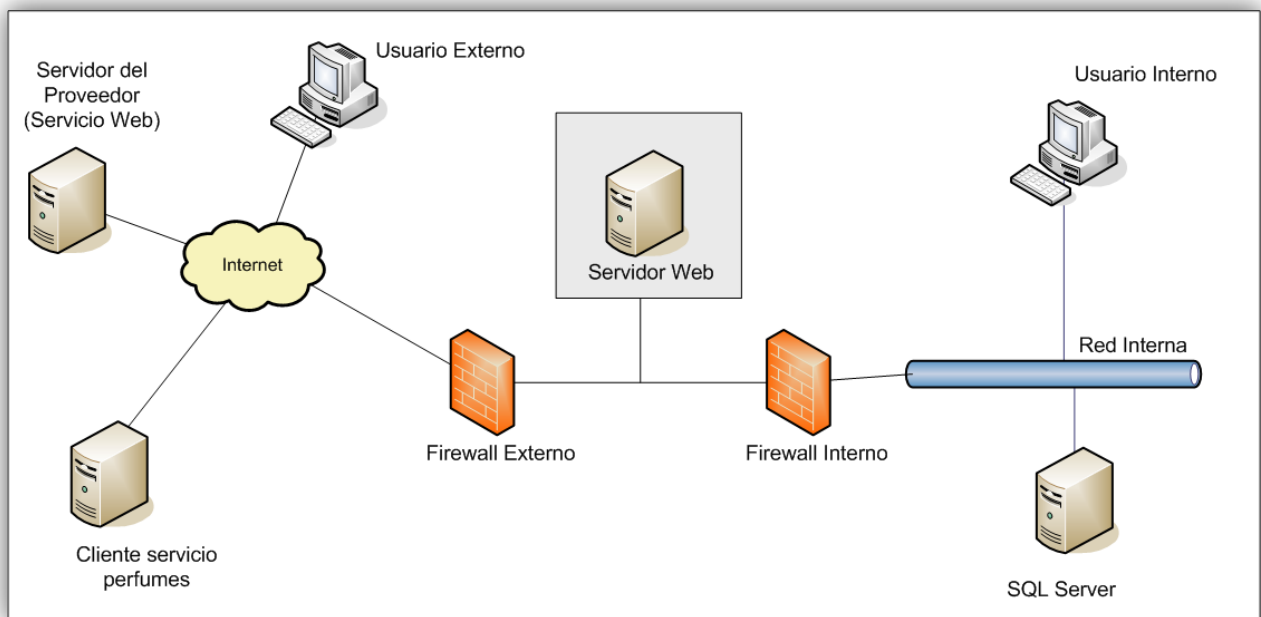 Servidor del
Proveedor
(Servicio Web)
Usuario Externo
Usuario Interno
Internet
Servidor Web
Red Interna
Firewall Externo
Firewall Interno
Cliente servicio
perfumes
SQL Server